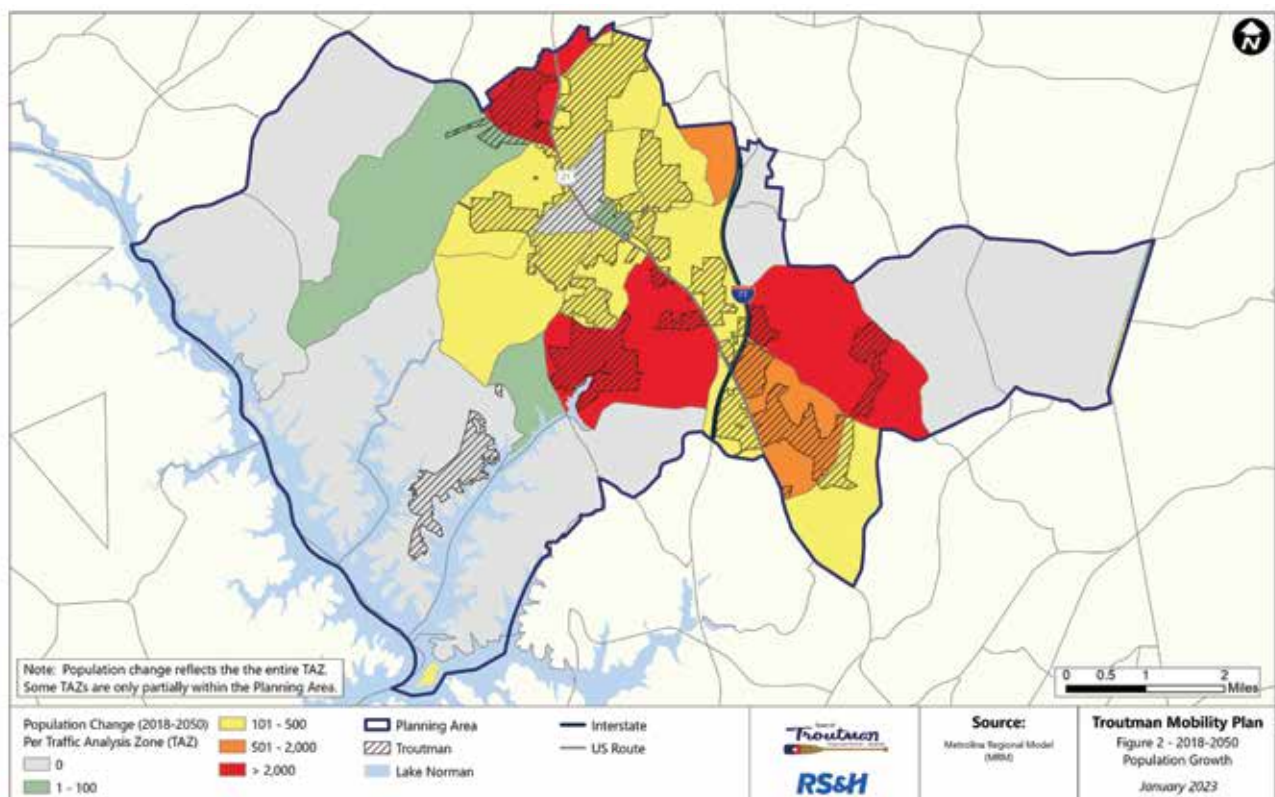 N
21
77
Note: Population change reflects the the entire TAZ.
Some TAZs are only partially within the Planning Area.
0 0.5 1 2
Miles
Population Change (2018-2050)
Per Traffic Analysis Zone (TAZ)
0
1 - 100
101 - 500
501 - 2,000
> 2,000
Planning Area
Troutman
Lake Norman
Interstate
US Route
Troutman
RS&H
Source:
Metrolina Regional Model
(MRM)
Troutman Mobility Plan
Figure 2 - 2018-2050
Population Growth
January 2023